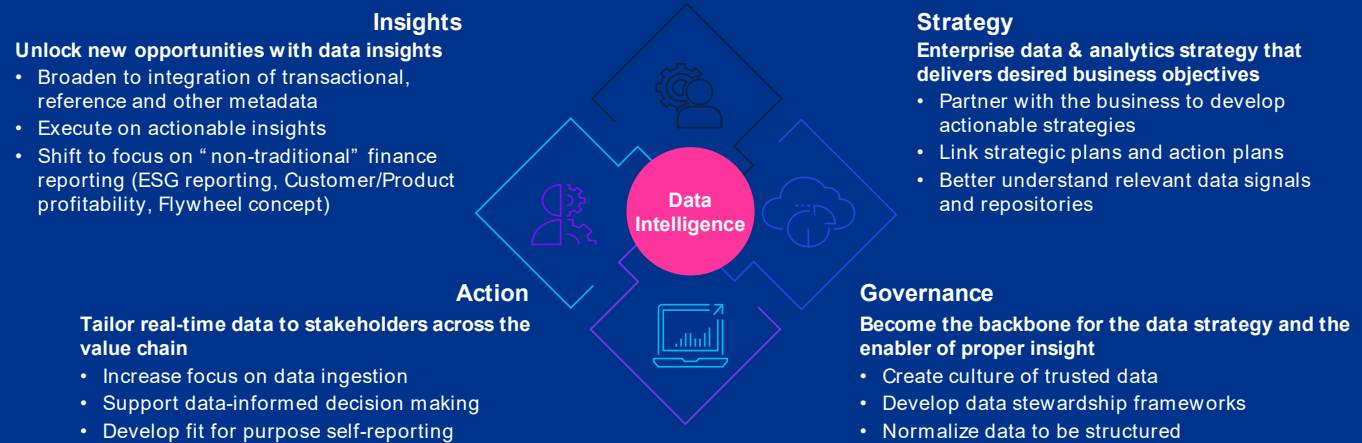 Insights
Unlock new opportunities with data insights
• Broaden to integration of transactional,
reference and other metadata
• Execute on actionable insights
• Shift to focus on “non-traditional” finance
reporting (ESG reporting, Customer/Product
profitability, Flywheel concept)
Strategy
Enterprise data & analytics strategy that
delivers desired business objectives
• Partner with the business to develop
actionable strategies
• Link strategic plans and action plans
• Better understand relevant data signals
and repositories
Data
Intelligence
Action
Tailor real-time data to stakeholders across the
value chain
• Increase focus on data ingestion
• Support data-informed decision making
• Develop fit for purpose self-reporting
Governance
Become the backbone for the data strategy and the
enabler of proper insight
• Create culture of trusted data
• Develop data stewardship frameworks
• Normalize data to be structured